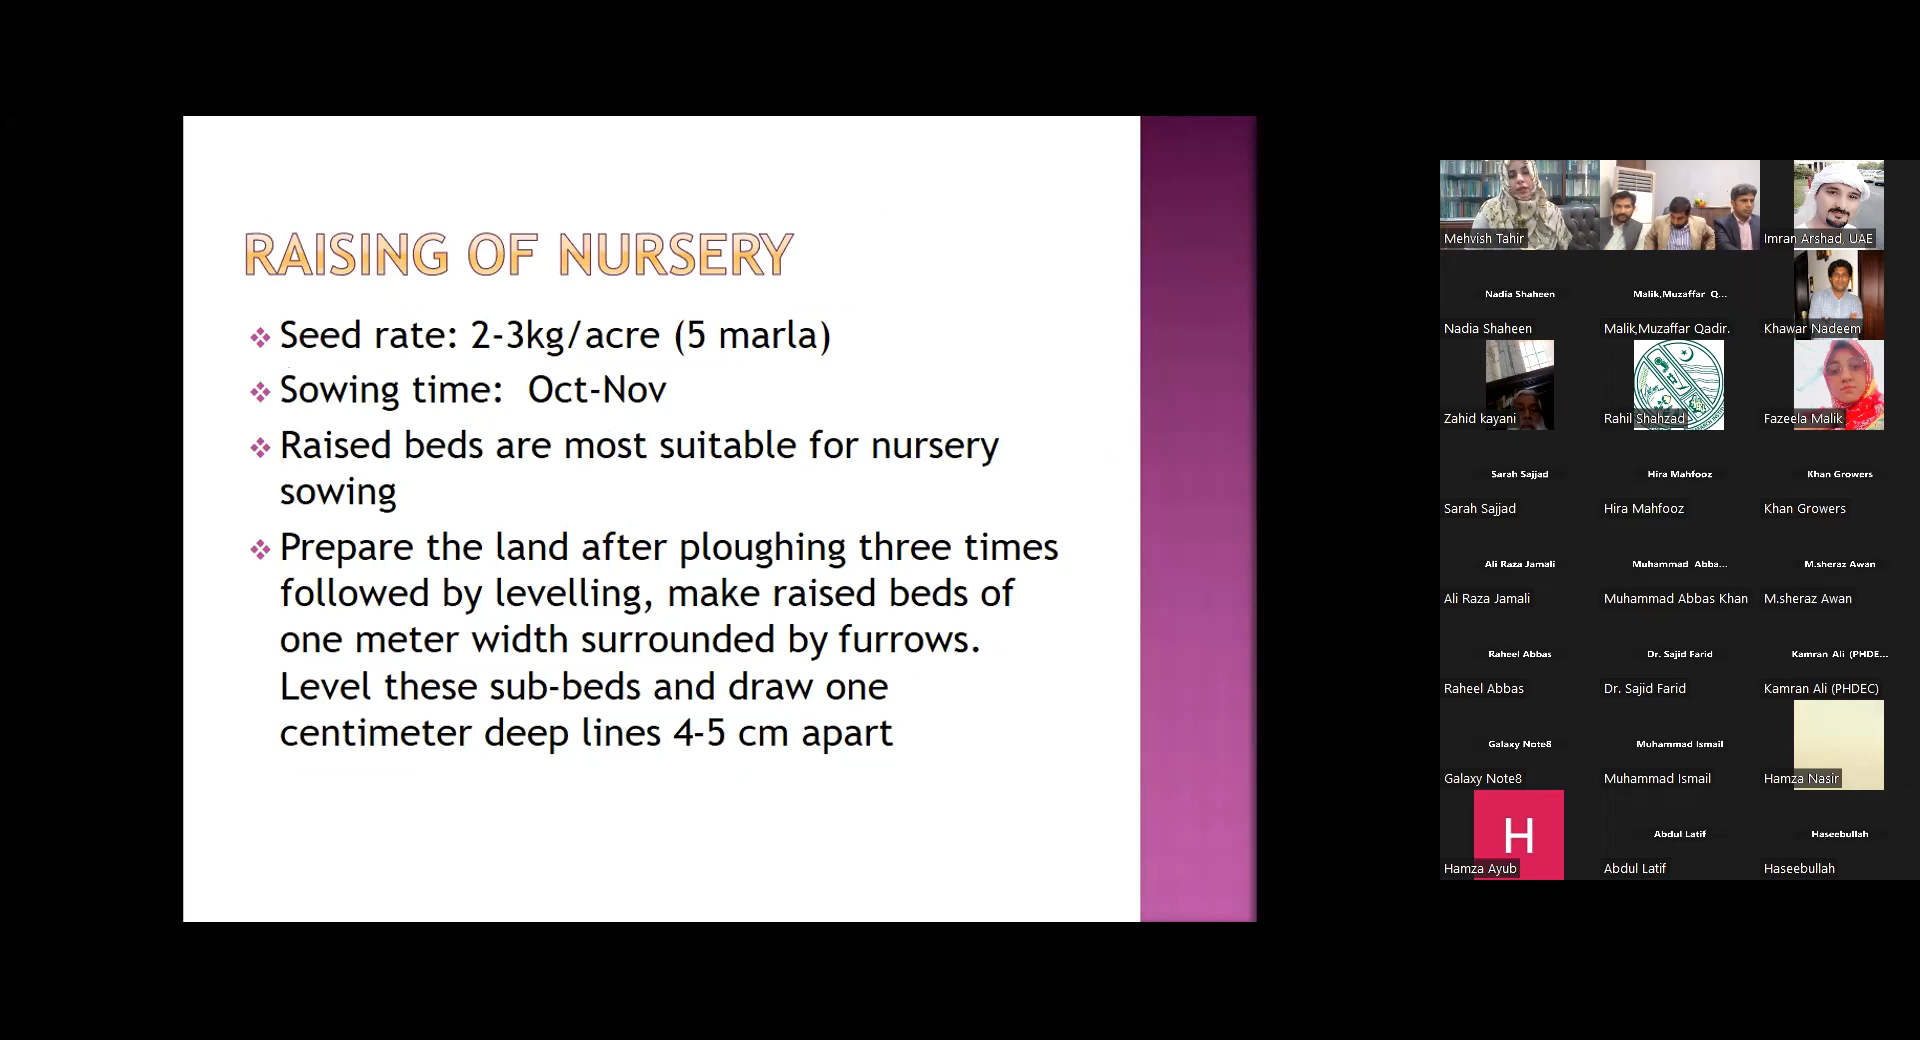 RAISING OF NURSERY
Seed rate: 2-3kg/acre (5 marla)
Sowing time: Oct-Nov
Raised beds are most suitable for nursery
sowing
Prepare the land after ploughing three times
followed by levelling, make raised beds of
one meter width surrounded by furrows.
Level these sub-beds and draw one
centimeter deep lines 4-5 cm apart
Mehvish Tahir
Imran Arshad, UAE
Nadia Shaheen
Malik,Muzaffar Q...
Nadia Shaheen
Malik,Muzaffar Qadir.
Khawar Nadeem
Zahid kayani
Rahil Shahzad
Fazeela Malik
Sarah Sajjad
Hira Mahfooz
Khan Growers
Sarah Sajjad
Hira Mahfooz
Khan Growers
Ali Raza Jamali
Muhammad Abba...
M.sheraz Awan
Ali Raza Jamali
Muhammad Abbas Khan
M.sheraz Awan
Raheel Abbas
Dr. Sajid Farid
Kamran Ali (PHDE...
Raheel Abbas
Dr. Sajid Farid
Kamran Ali (PHDEC)
Galaxy Note8
Muhammad Ismail
Galaxy Note8
Muhammad Ismail
Hamza Nasir
H
Abdul Latif
Haseebullah
Hamza Ayub
Abdul Latif
Haseebullah